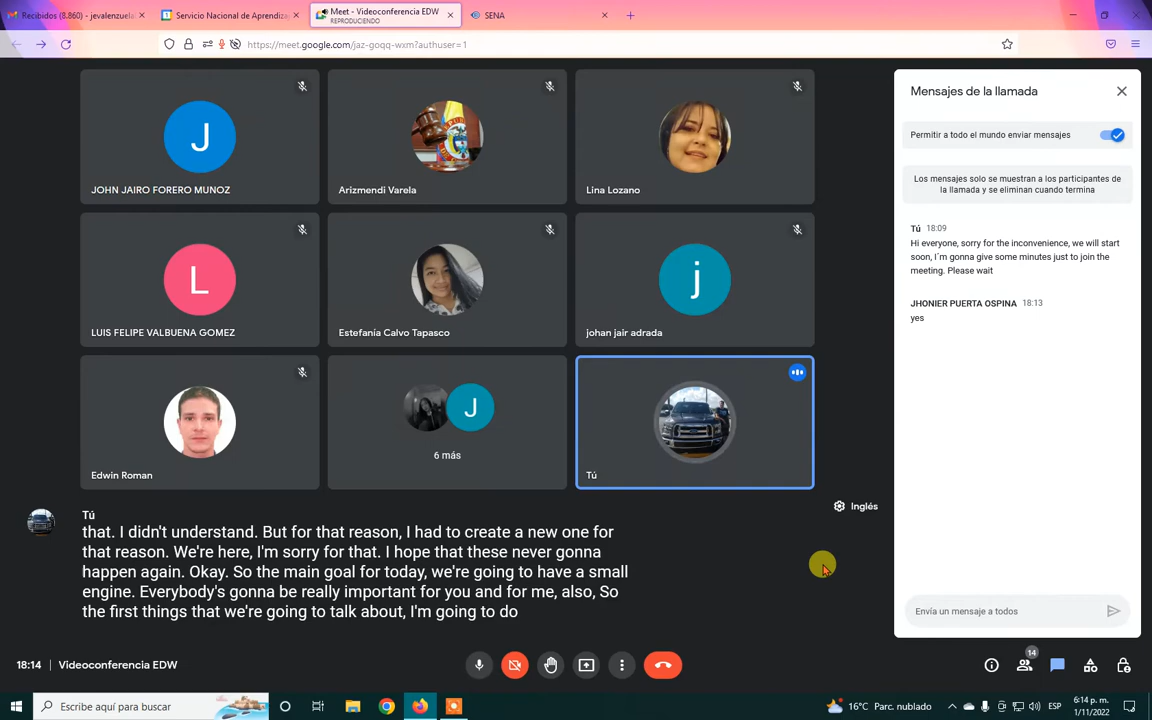 Recibidos (8.860) - jevalenzuela
Servicio Nacional de Aprendiza
Meet - Videoconferencia EDW
REPRODUCIENDO
SENA
https://meet.google.com/jaz-goqq-wxm?authuser=1
J
JOHN JAIRO FORERO MUNOZ
Arizmendi Varela
Lina Lozano
L
LUIS FELIPE VALBUENA GOMEZ
Estefanía Calvo Tapasco
j
johan jair adrada
Edwin Roman
J
6 más
Tú
Mensajes de la llamada
Permitir a todo el mundo enviar mensajes
Los mensajes solo se muestran a los participantes de
la llamada y se eliminan cuando termina
Tú 18:09
Hi everyone, sorry for the inconvenience, we will start
soon, I´m gonna give some minutes just to join the
meeting. Please wait
JHONIER PUERTA OSPINA 18:13
yes
Envía un mensaje a todos
Inglés
Tú
that. I didn't understand. But for that reason, I had to create a new one for
that reason. We're here, I'm sorry for that. I hope that these never gonna
happen again. Okay. So the main goal for today, we're going to have a small
engine. Everybody's gonna be really important for you and for me, also, So
the first things that we're going to talk about, I'm going to do
18:14 Videoconferencia EDW
14
Escribe aquí para buscar
16°C Parc. nublado
ESP
6:14 p. m.
1/11/2022